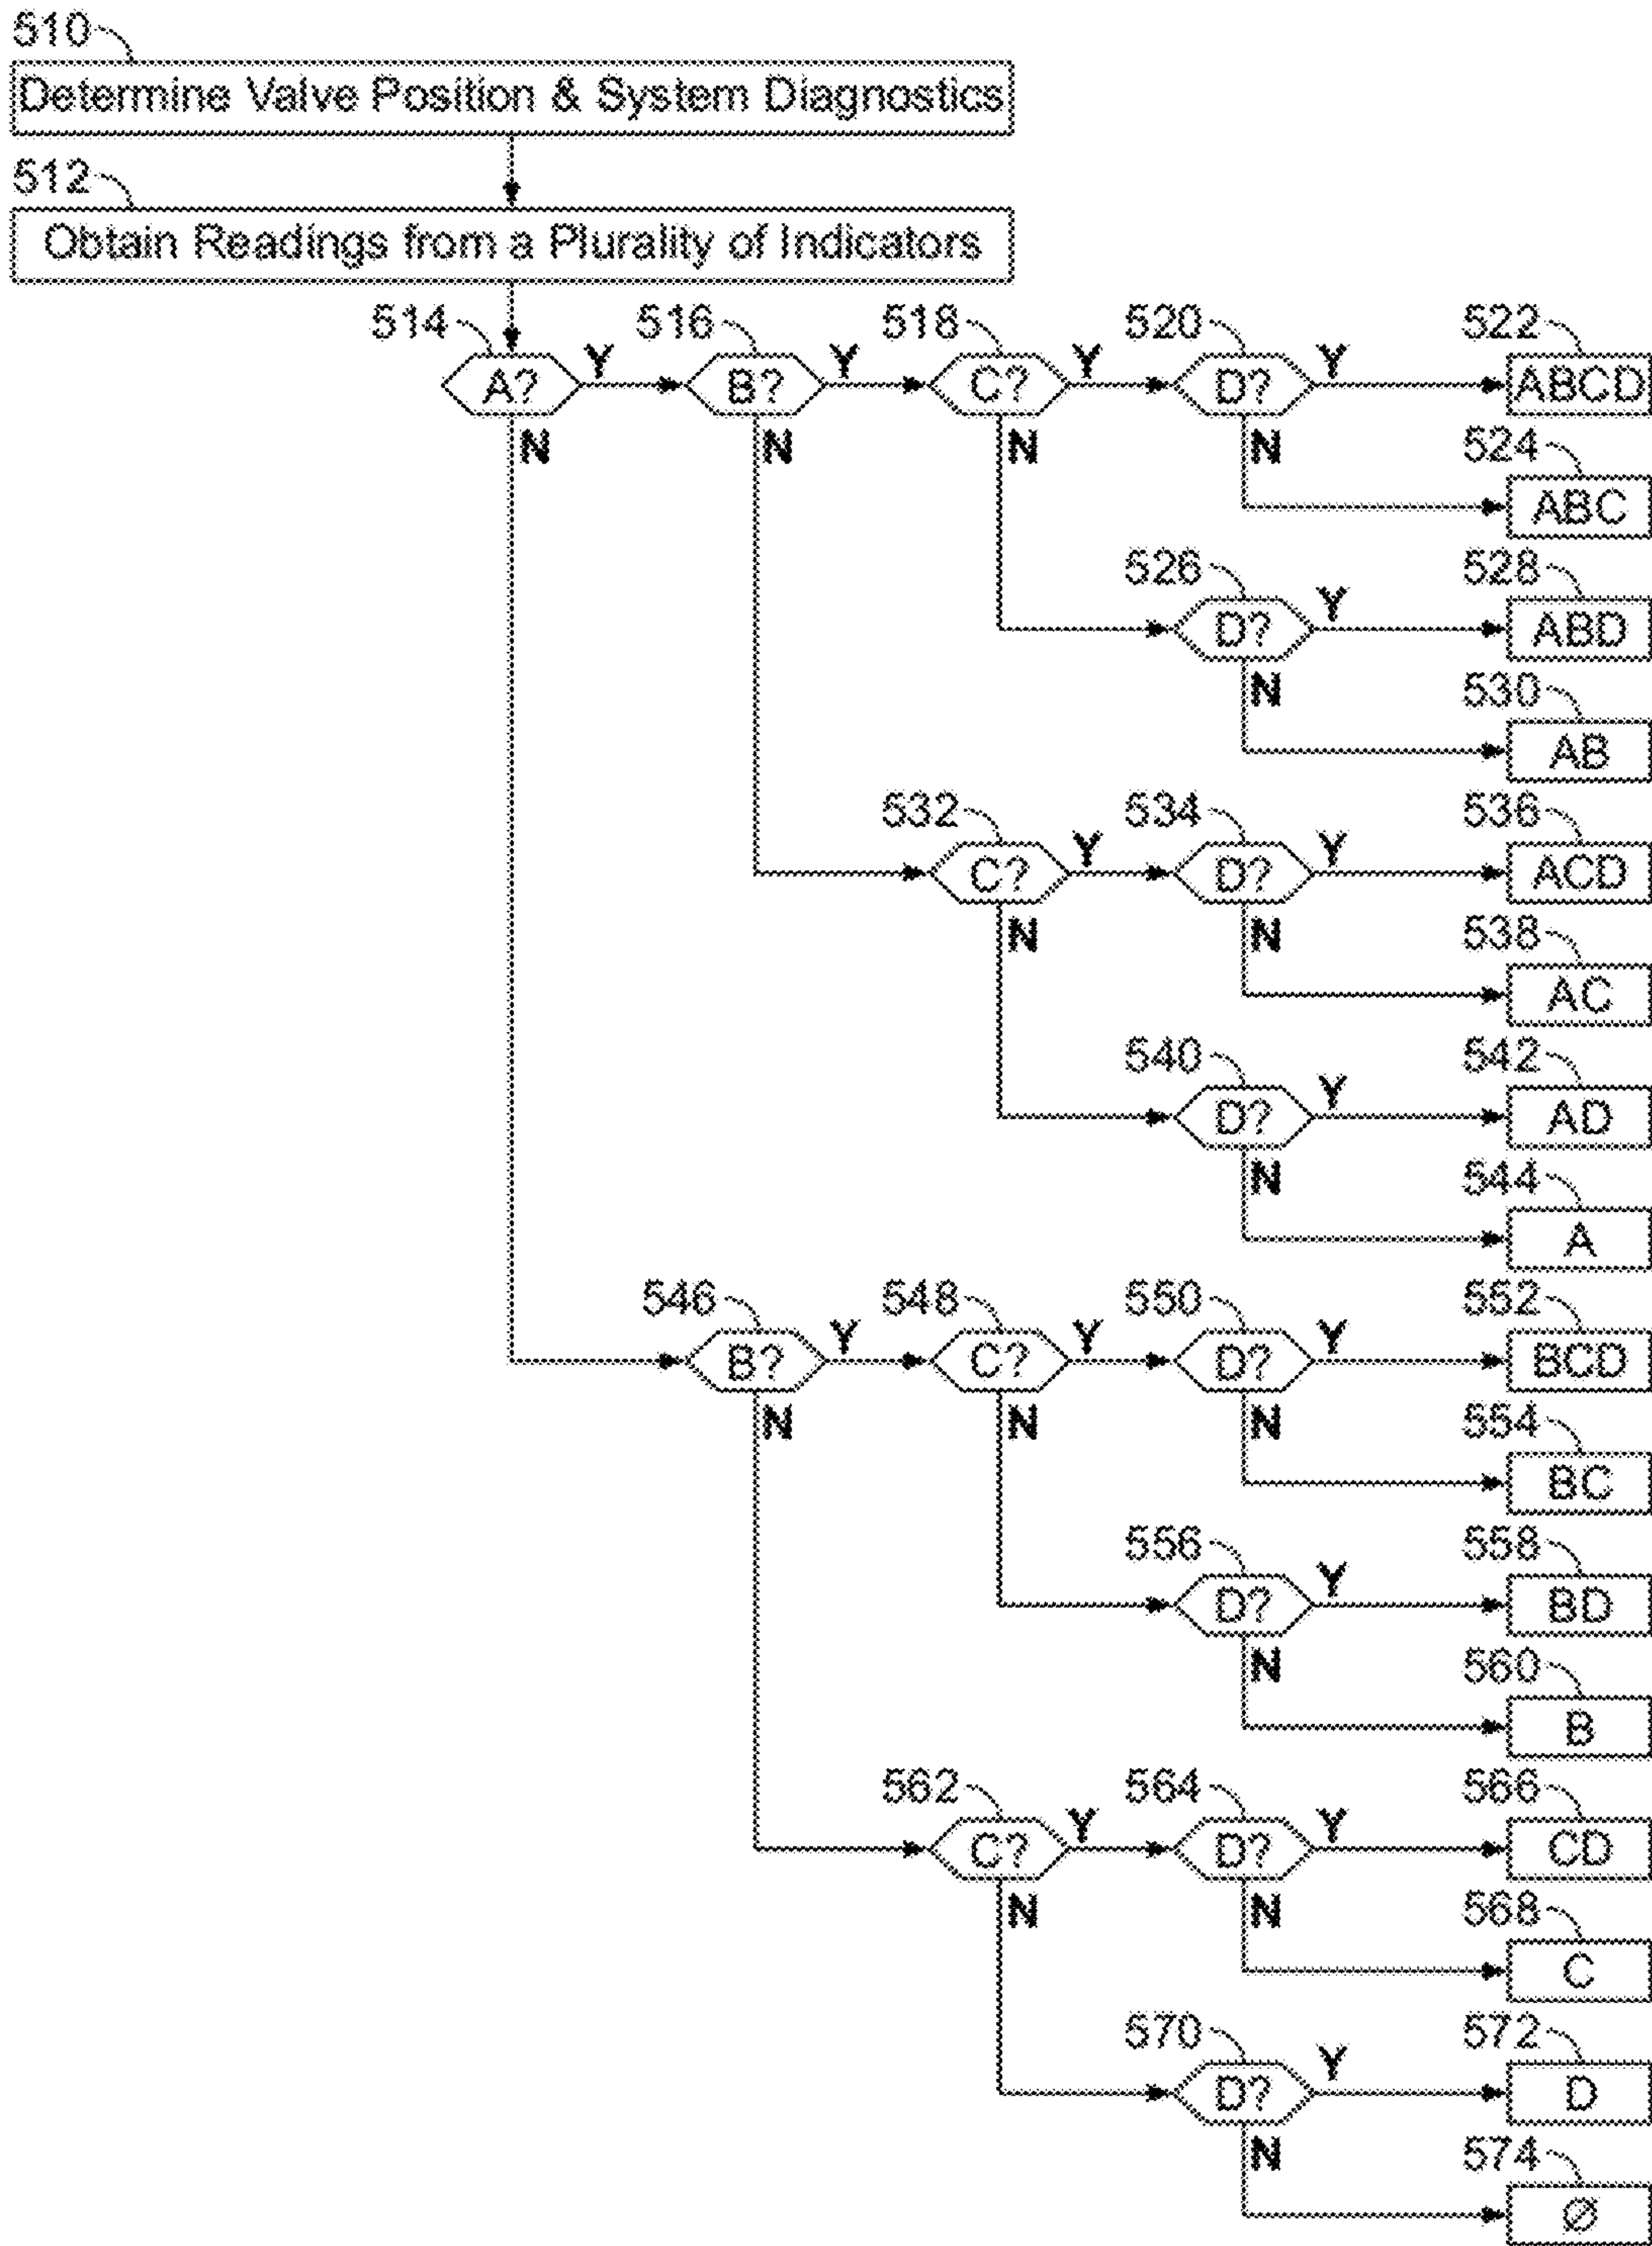 510
Determine Valve Position & System Diagnostics
512
Obtain Readings from a Plurality of Indicators
514 516 518 520 522
A? Y B? Y C? Y D? Y ABCD
N N N N 524
ABC
526 528
D? Y ABD
N 530
AB
532 534 536
C? Y D? Y ACD
N N 538
AC
540 542
D? Y AD
N 544
A
546 548 550 552
B? Y C? Y D? Y BCD
N N N 554
BC
556 558
D? Y BD
N 560
B
562 564 566
C? Y D? Y CD
N N 568
C
570 572
D? Y D
N 574
Ø